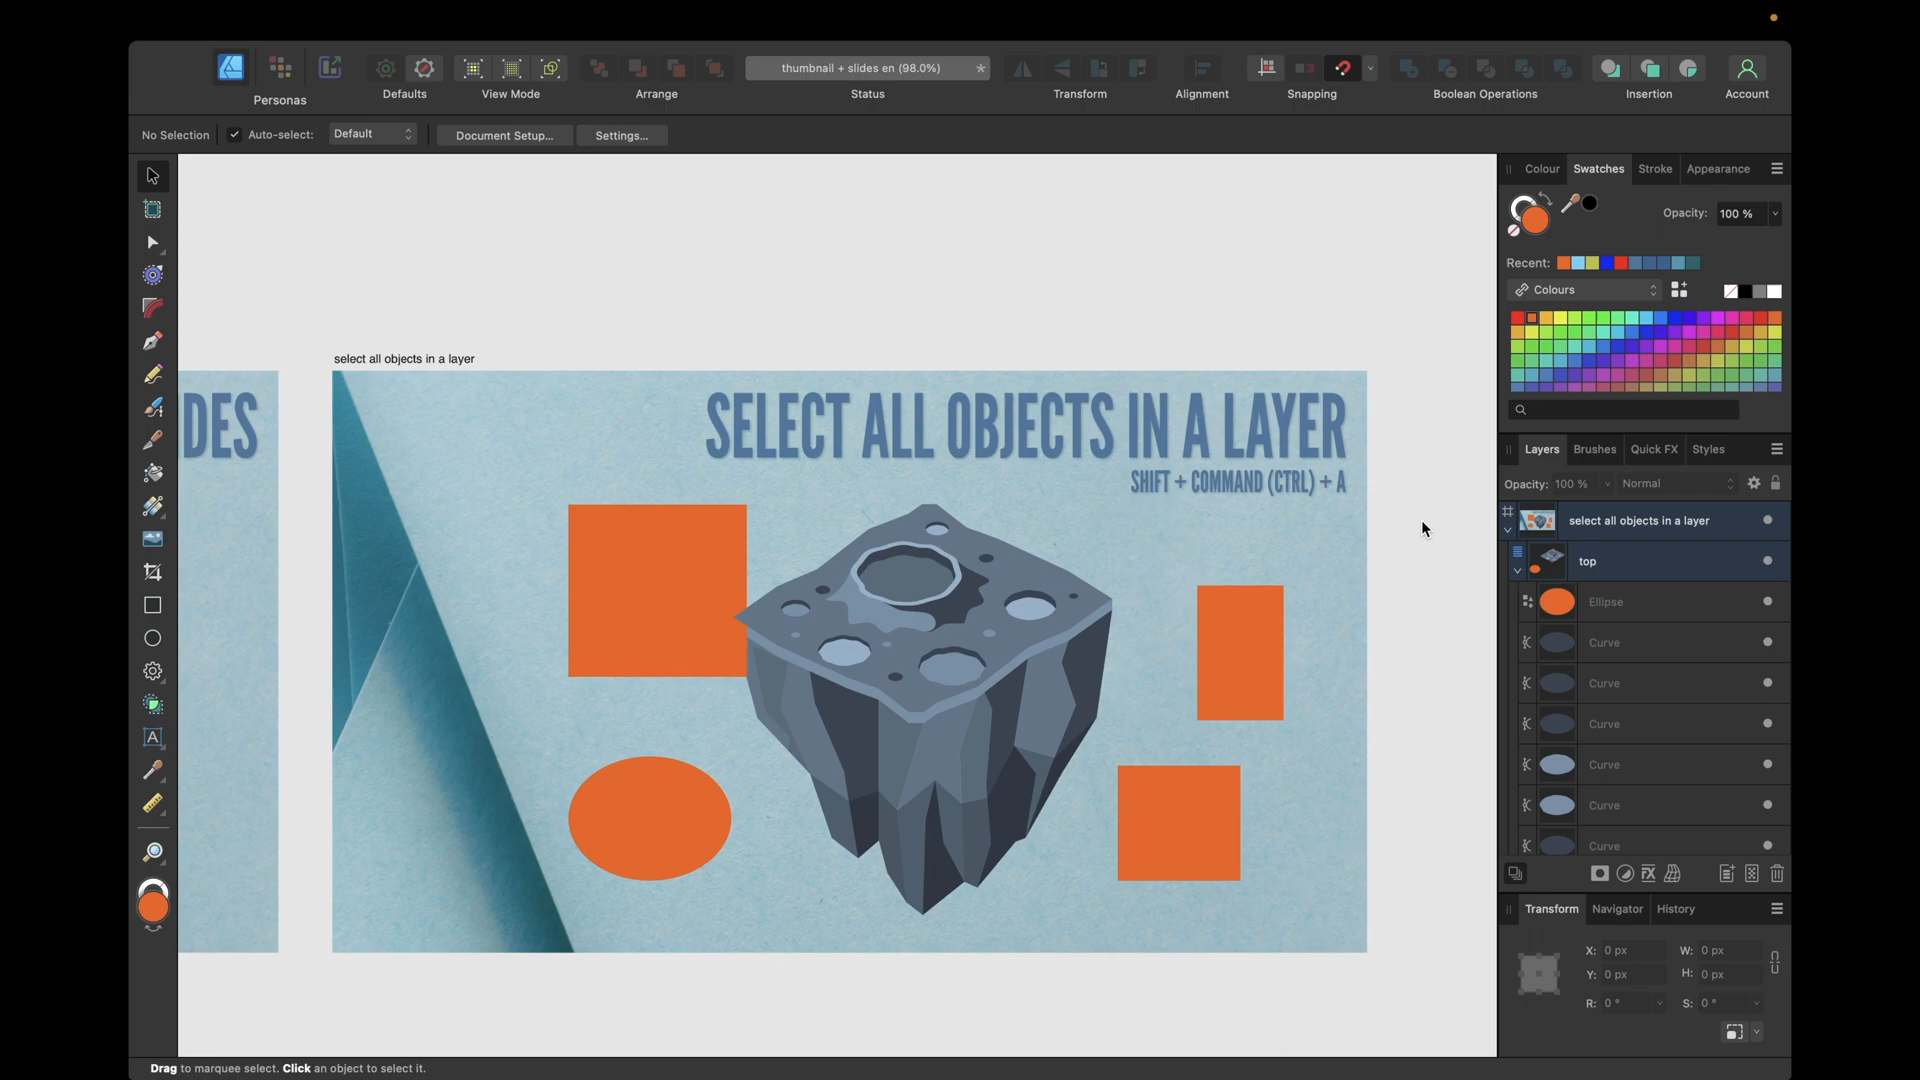 thumbnail + slides en (98.0%)
*
Personas
Defaults
View Mode
Arrange
Status
Transform
Alignment
Snapping
Boolean Operations
Insertion
Account
No Selection
Auto-select:
Default
Document Setup...
Settings...
select all objects in a layer
DES
SELECT ALL OBJECTS IN A LAYER
SHIFT + COMMAND (CTRL) + A
Colour
Swatches
Stroke
Appearance
Opacity:
100 %
Recent:
Colours
Layers
Brushes
Quick FX
Styles
Opacity:
100 %
Normal
select all objects in a layer
top
Ellipse
Curve
Curve
Curve
Curve
Curve
Curve
Transform
Navigator
History
X:
0 px
W:
0 px
Y:
0 px
H:
0 px
R:
0 °
S:
0 °
Drag to marquee select. Click an object to select it.